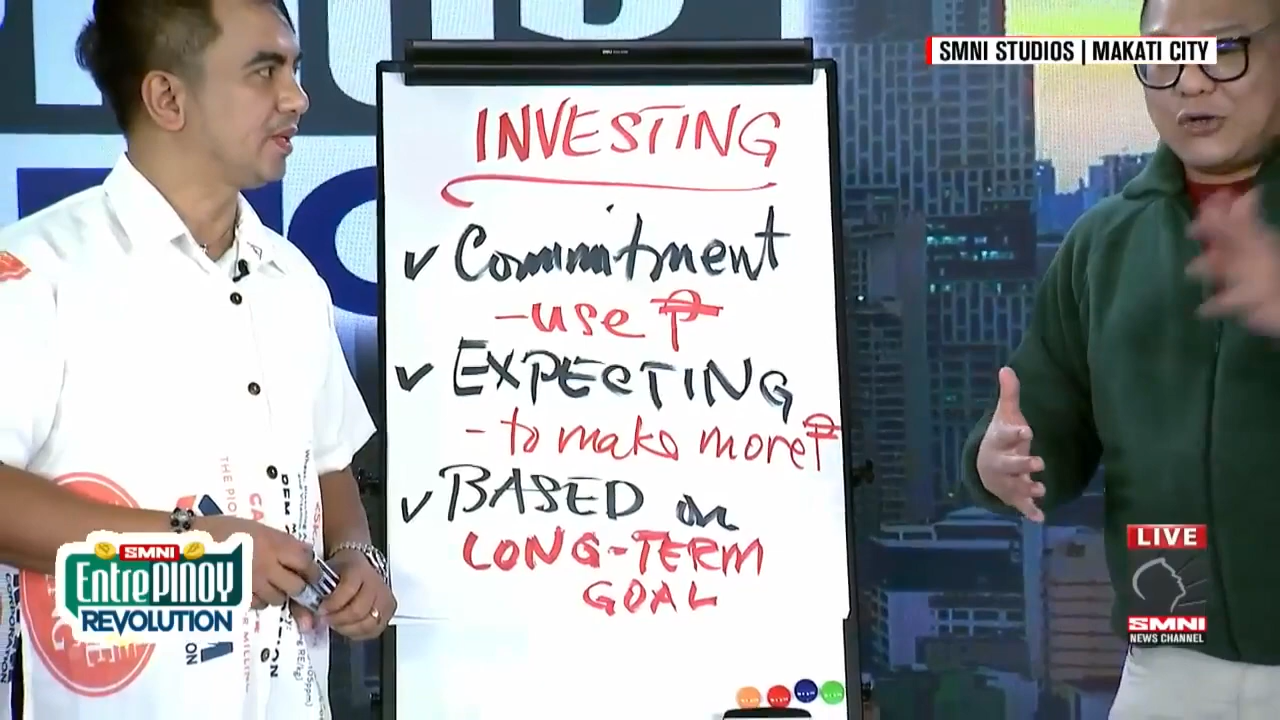 SMNI STUDIOS | MAKATI CITY
INVESTING
✓ Commitment
- use ₱
✓ EXPECTING
- to make more ₱
✓ BASED on
LONG-TERM
GOAL
SMNI
EntrePINOY
REVOLUTION
LIVE
SMNI
NEWS CHANNEL